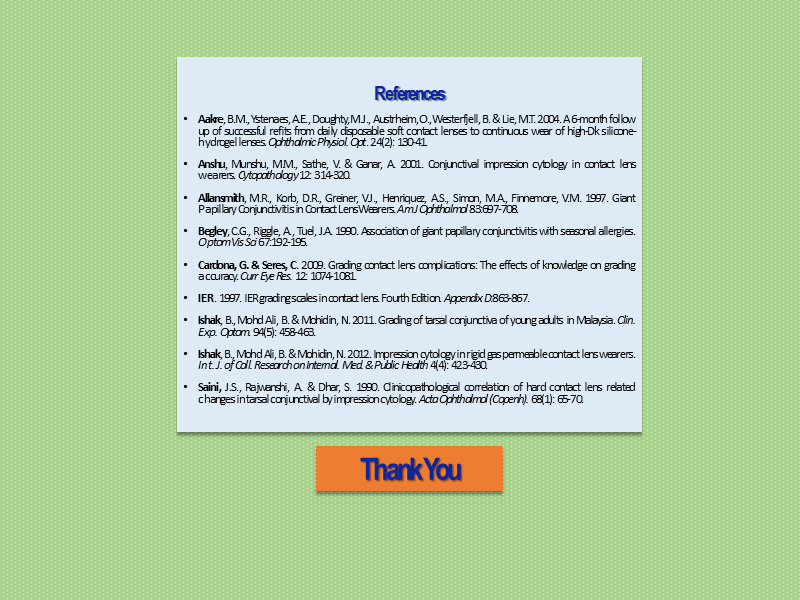 References
• Aakre, B.M., Ystenaes, A.E., Doughty,M.J., Austrheim,O.,Westerfjell, B. & Lie, M.T. 2004. A 6-month follow
up of successful refits from daily disposable soft contact lenses to continuous wear of high-Dk silicone-
hydrogel lenses. Ophthalmic Physiol. Opt. 24(2): 130-41.
• Anshu, Munshu, M.M., Sathe, V. & Ganar, A. 2001. Conjunctival impression cytology in contact lens
wearers. Cytopathology 12: 314-320.
• Allansmith, M.R., Korb, D.R., Greiner, V.J., Henriquez, A.S., Simon, M.A., Finnemore, V.M. 1997. Giant
Papillary Conjunctivitis in Contact Lens Wearers. Am J Ophthalmol 83:697-708.
• Begley, C.G., Riggle, A., Tuel, J.A. 1990. Association of giant papillary conjunctivitis with seasonal allergies.
Optom Vis Sci 67:192-195.
• Cardona, G. & Seres, C. 2009. Grading contact lens complications: The effects of knowledge on grading
accuracy. Curr Eye Res. 12: 1074-1081.
• IER. 1997. IER grading scales in contact lens. Fourth Edition. Appendix D:863-867.
• Ishak, B., Mohd Ali, B. & Mohidin, N. 2011. Grading of tarsal conjunctiva of young adults in Malaysia. Clin.
Exp. Optom. 94(5): 458-463.
• Ishak, B., Mohd Ali, B. & Mohidin, N. 2012. Impression cytology in rigid gas permeable contact lens wearers.
Int. J. of Coll. Research on Internal. Med. & Public Health 4(4): 423-430.
• Saini, J.S., Rajwanshi, A. & Dhar, S. 1990. Clinicopathological correlation of hard contact lens related
changes in tarsal conjunctival by impression cytology. Acta Ophthalmol (Copenh). 68(1): 65-70.
Thank You